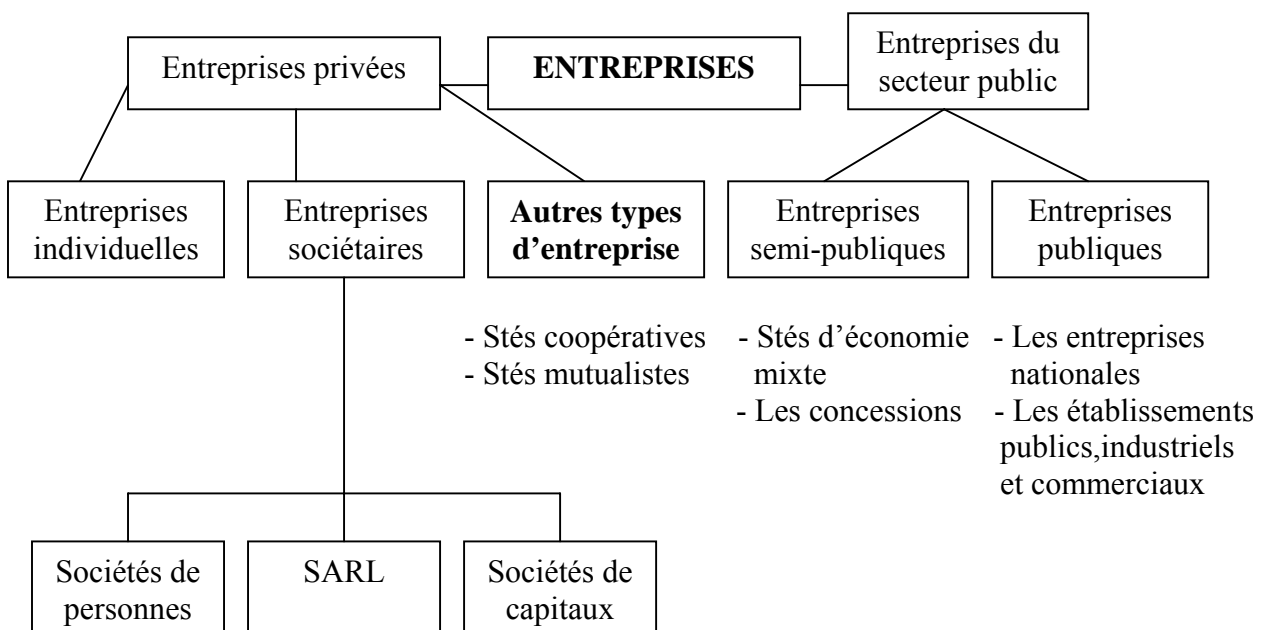 Entreprises privées
ENTREPRISES
Entreprises du
secteur public
Entreprises
individuelles
Entreprises
sociétaires
Autres types
d’entreprise
Entreprises
semi-publiques
Entreprises
publiques
- Stés coopératives
- Stés mutualistes
- Stés d’économie
mixte
- Les concessions
- Les entreprises
nationales
- Les établissements
publics,industriels
et commerciaux
Sociétés de
personnes
SARL
Sociétés de
capitaux